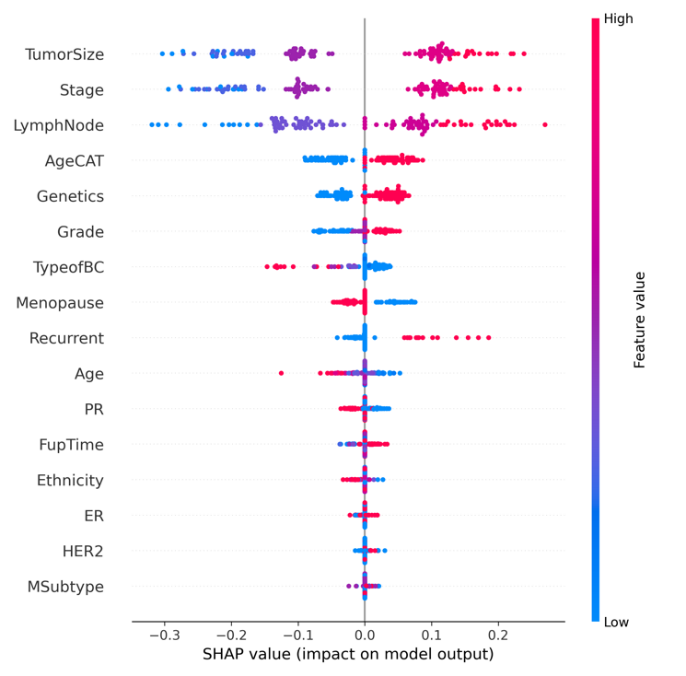 High
TumorSize
Stage
LymphNode
AgeCAT
Genetics
Grade
TypeofBC
Menopause
Recurrent
Age
PR
FupTime
Ethnicity
ER
HER2
MSubtype
Feature value
Low
−0.3 −0.2 −0.1 0.0 0.1 0.2
SHAP value (impact on model output)